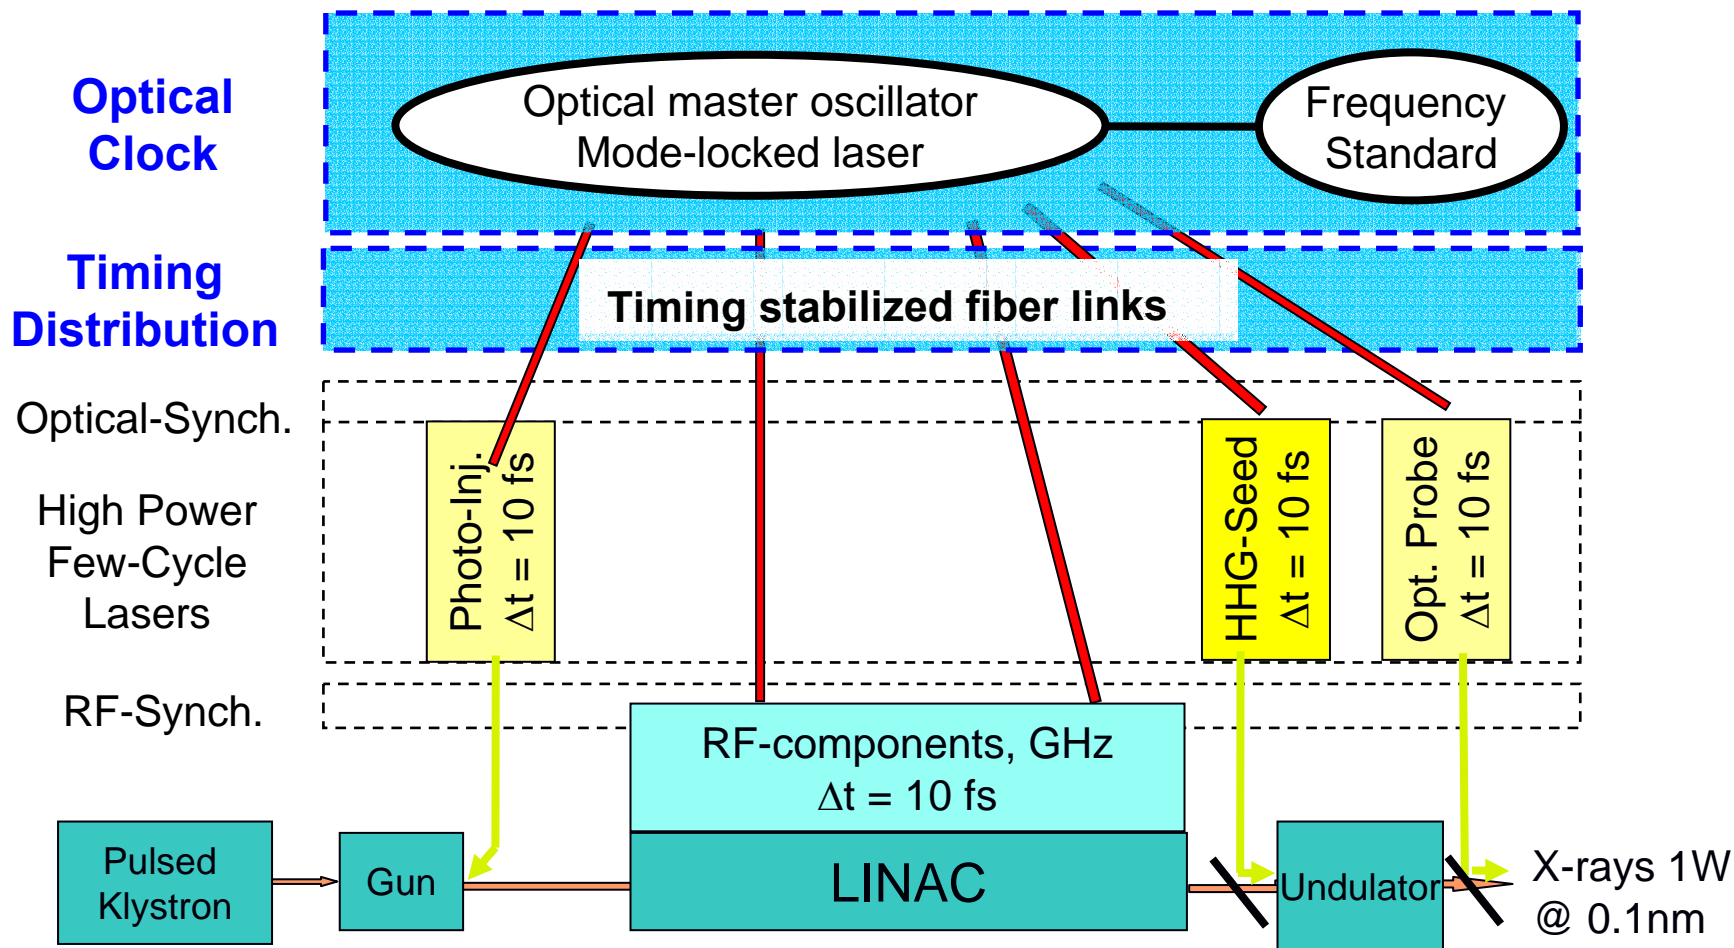 Optical
Clock
Optical master oscillator
Mode-locked laser
Frequency
Standard
Timing
Distribution
Timing stabilized fiber links
Optical-Synch.
High Power
Few-Cycle
Lasers
Photo-Inj.
Δt = 10 fs
HHG-Seed
Δt = 10 fs
Opt. Probe
Δt = 10 fs
RF-Synch.
RF-components, GHz
Δt = 10 fs
Pulsed
Klystron
Gun
LINAC
Undulator
X-rays 1W
@ 0.1nm